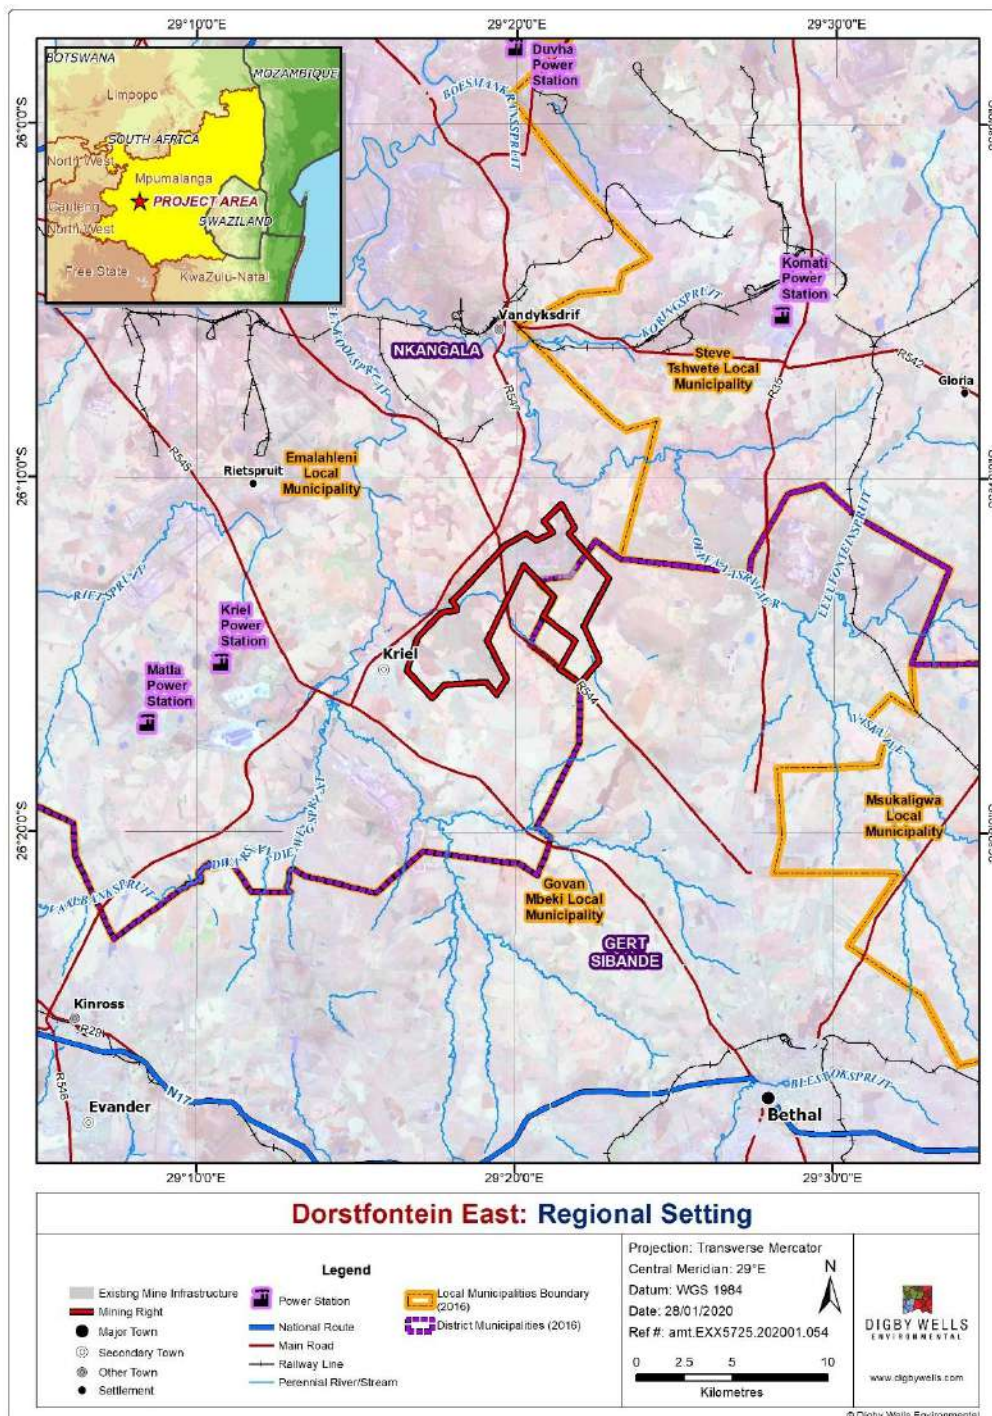 29°10'0"E
29°20'0"E
29°30'0"E
BOTSWANA
MOZAMBIQUE
Limpopo
SOUTH AFRICA
North West
Mpumalanga
Gauteng
PROJECT AREA
North West
SWAZILAND
Free State
KwaZulu-Natal
Duvha
Power
Station
BOESMANKRANSSPRUIT
26°0'0"S
Komati
Power
Station
Vandyksdrif
KORINGSPRUIT
NKANGALA
Steve
Tshwete Local
Municipality
R542
Gloria
R547
R35
R545
Emalahleni
Local
Municipality
Rietspruit
26°10'0"S
LEEUFONTEINSPRUIT
RIETSPRUIT
Kriel
Power
Station
Kriel
Matla
Power
Station
R544
VISKUILE
Msukaligwa
Local
Municipality
26°20'0"S
Govan
Mbeki Local
Municipality
GERT
SIBANDE
Kinross
R29
R546
N17
Evander
BLESBOKSPRUIT
Bethal
29°10'0"E
29°20'0"E
29°30'0"E
Dorstfontein East: Regional Setting
Legend
Existing Mine Infrastructure
Mining Right
Major Town
Secondary Town
Other Town
Settlement
Power Station
National Route
Main Road
Railway Line
Perennial River/Stream
Local Municipalities Boundary
(2016)
District Municipalities (2016)
Projection: Transverse Mercator
Central Meridian: 29°E
Datum: WGS 1984
Date: 28/01/2020
Ref #: amt.EXX5725.202001.054
N
0 2.5 5 10
Kilometres
DIGBY WELLS
ENVIRONMENTAL
www.digbywells.com
© Digby Wells Environmental